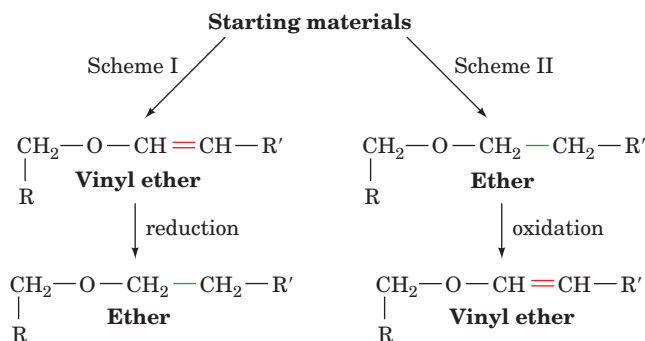 Starting materials
Scheme I Scheme II
CH₂—O—CH=CH—R′ CH₂—O—CH₂—CH₂—R′
Vinyl ether Ether
R R
reduction oxidation
CH₂—O—CH₂—CH₂—R′ CH₂—O—CH=CH—R′
Ether Vinyl ether
R R